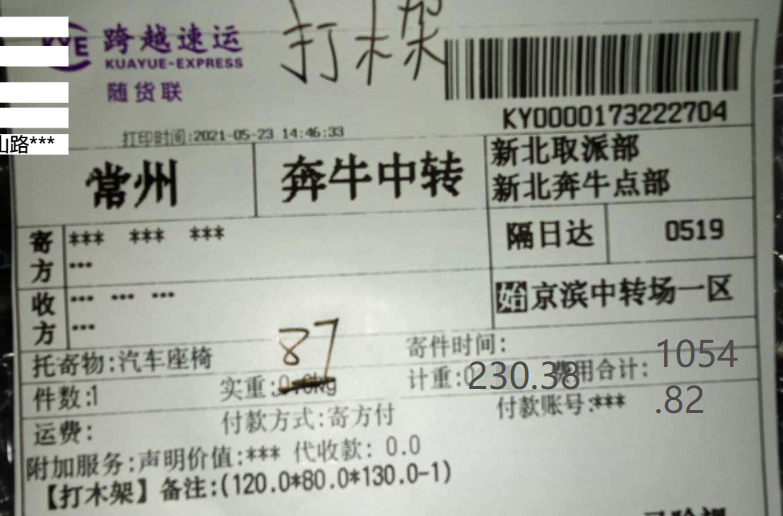 跨越速运
KUAYUE-EXPRESS
随货联
打木架
KY0000173222704
山路***
打印时间:2021-05-23 14:46:33
常州
奔牛中转
新北取派部
新北奔牛点部
寄方
*** *** ***
***
隔日达
0519
收方
*** *** ***
***
始 京滨中转场一区
托寄物:汽车座椅
87
寄件时间:
件数:1
实重:
kg
计重:
230.38
费用合计:
1054.82
运费:
付款方式:寄方付
付款账号:***
附加服务:声明价值:*** 代收款: 0.0
【打木架】备注:(120.0*80.0*130.0-1)